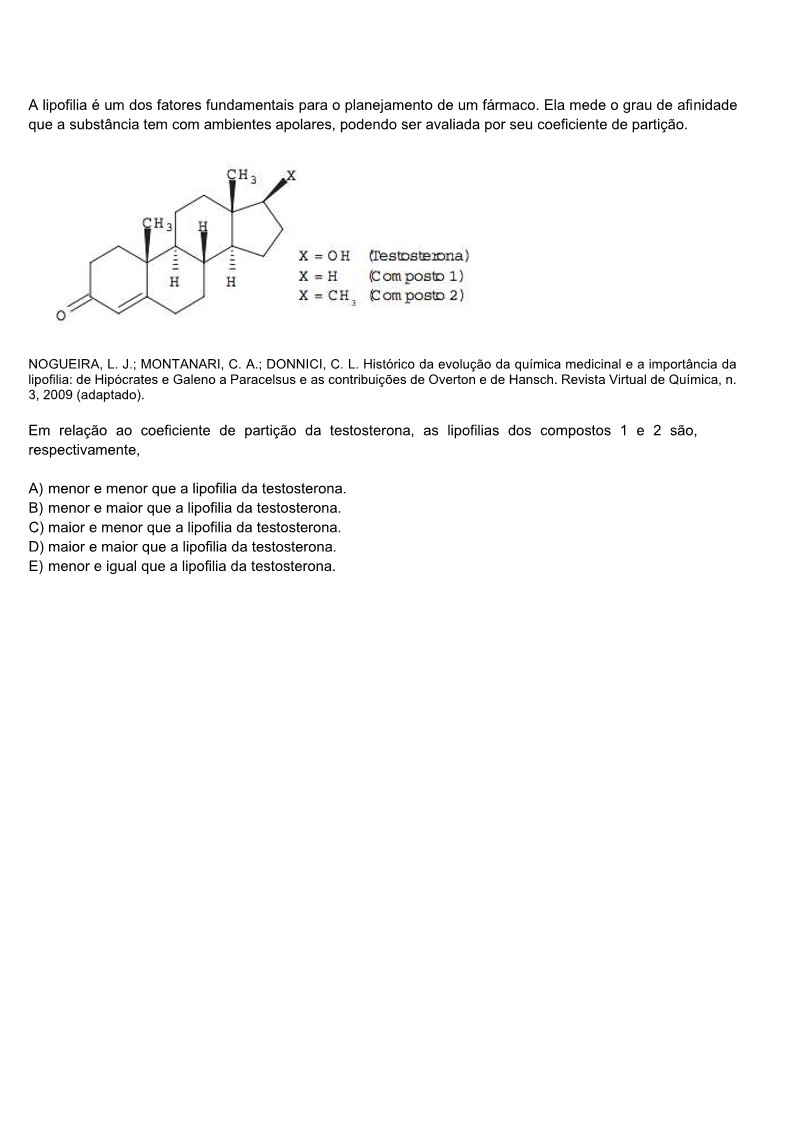 A lipofilia é um dos fatores fundamentais para o planejamento de um fármaco. Ela mede o grau de afinidade
que a substância tem com ambientes apolares, podendo ser avaliada por seu coeficiente de partição.
CH3 X
CH3 H
H H
O
X = OH (Testosterona)
X = H (Composto 1)
X = CH3 (Composto 2)
NOGUEIRA, L. J.; MONTANARI, C. A.; DONNICI, C. L. Histórico da evolução da química medicinal e a importância da
lipofilia: de Hipócrates e Galeno a Paracelsus e as contribuições de Overton e de Hansch. Revista Virtual de Química, n.
3, 2009 (adaptado).
Em relação ao coeficiente de partição da testosterona, as lipofilias dos compostos 1 e 2 são,
respectivamente,
A) menor e menor que a lipofilia da testosterona.
B) menor e maior que a lipofilia da testosterona.
C) maior e menor que a lipofilia da testosterona.
D) maior e maior que a lipofilia da testosterona.
E) menor e igual que a lipofilia da testosterona.